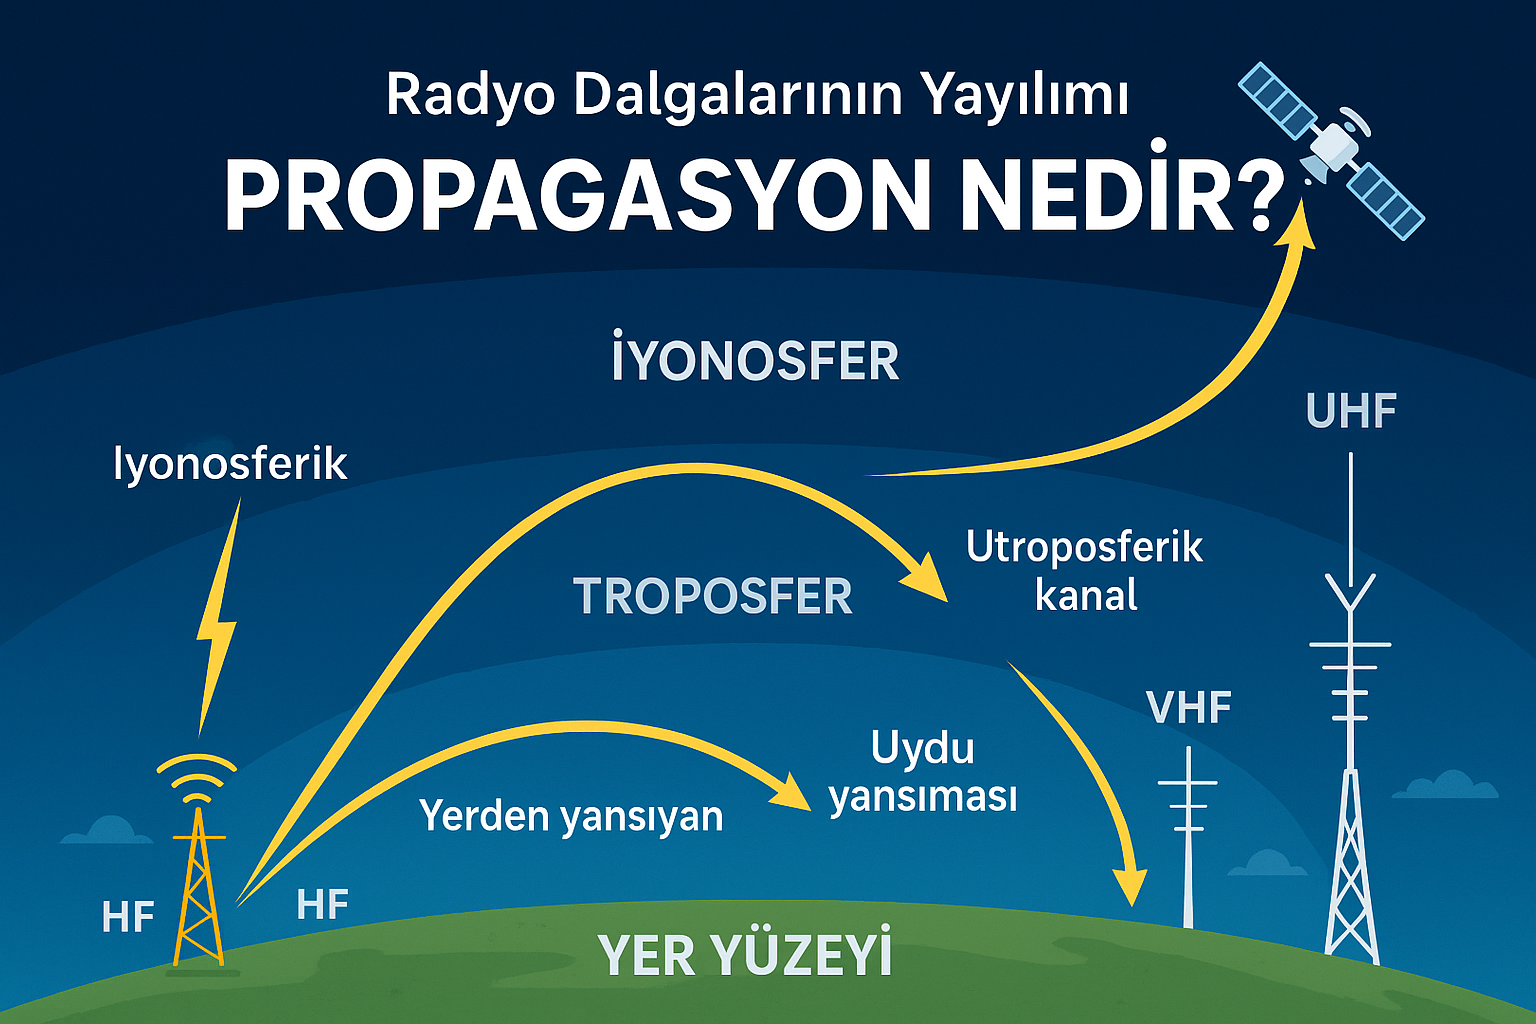 Radyo Dalgalarının Yayılımı
PROPAGASYON NEDİR?
İYONOSFER
UHF
Iyonosferik
Utroposferik
kanal
TROPOSFER
VHF
Uydu
yansıması
Yerden yansıyan
HF
HF
YER YÜZEYİ